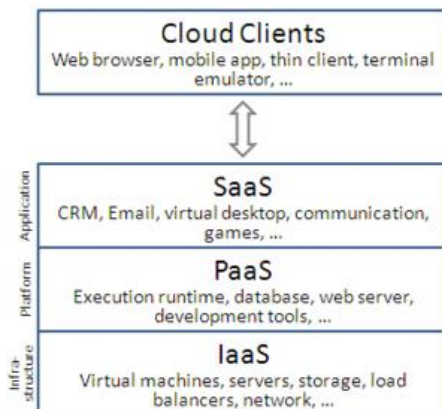 Cloud Clients
Web browser, mobile app, thin client, terminal
emulator, ...
Application
SaaS
CRM, Email, virtual desktop, communication,
games, ...
Platform
PaaS
Execution runtime, database, web server,
development tools, ...
Infra-
structure
IaaS
Virtual machines, servers, storage, load
balancers, network, ...